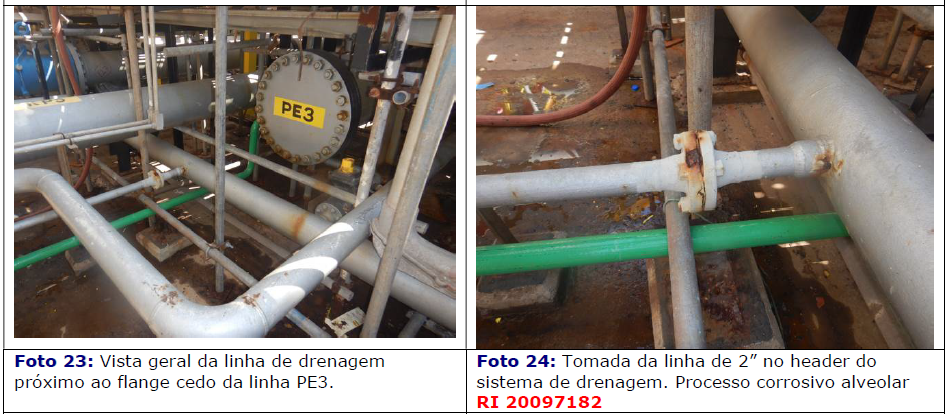 PE3
Foto 23: Vista geral da linha de drenagem
próximo ao flange cedo da linha PE3.
Foto 24: Tomada da linha de 2” no header do
sistema de drenagem. Processo corrosivo alveolar
RI 20097182